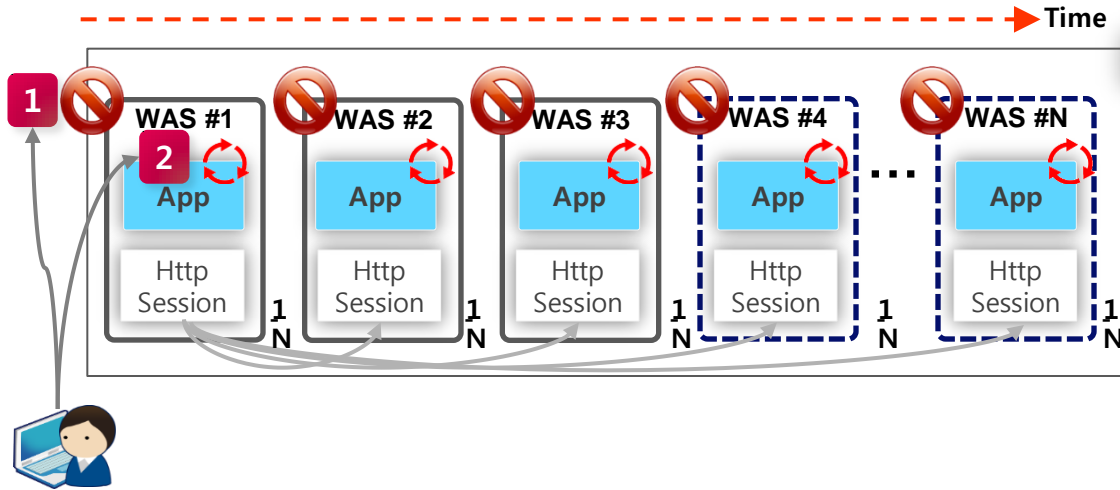 Time
1
WAS #1
WAS #2
WAS #3
WAS #4
WAS #N
2
App
App
App
App
...
App
Http
Session
Http
Session
Http
Session
Http
Session
Http
Session
1
N
1
N
1
N
1
N
1
N